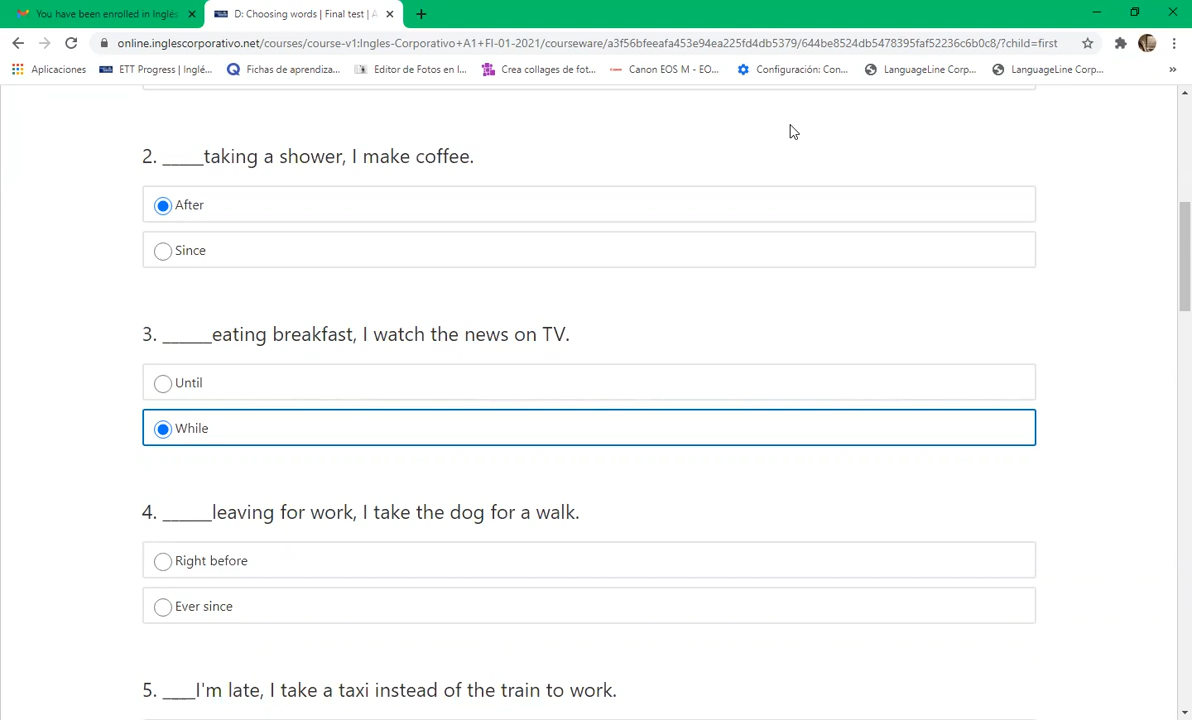 You have been enrolled in Inglés
D: Choosing words | Final test | A
online.inglescorporativo.net/courses/course-v1:Ingles-Corporativo+A1+FI-01-2021/courseware/a3f56bfeeafa453e94ea225fd4db5379/644be8524db5478395faf52236c6b0c8/?child=first
Aplicaciones ETT Progress | Inglé... Fichas de aprendiza... Editor de Fotos en l... Crea collages de fot... Canon EOS M - EO... Configuración: Con... LanguageLine Corp... LanguageLine Corp... »
2. _____taking a shower, I make coffee.
After
Since
3. ______eating breakfast, I watch the news on TV.
Until
While
4. ______leaving for work, I take the dog for a walk.
Right before
Ever since
5. ____I'm late, I take a taxi instead of the train to work.